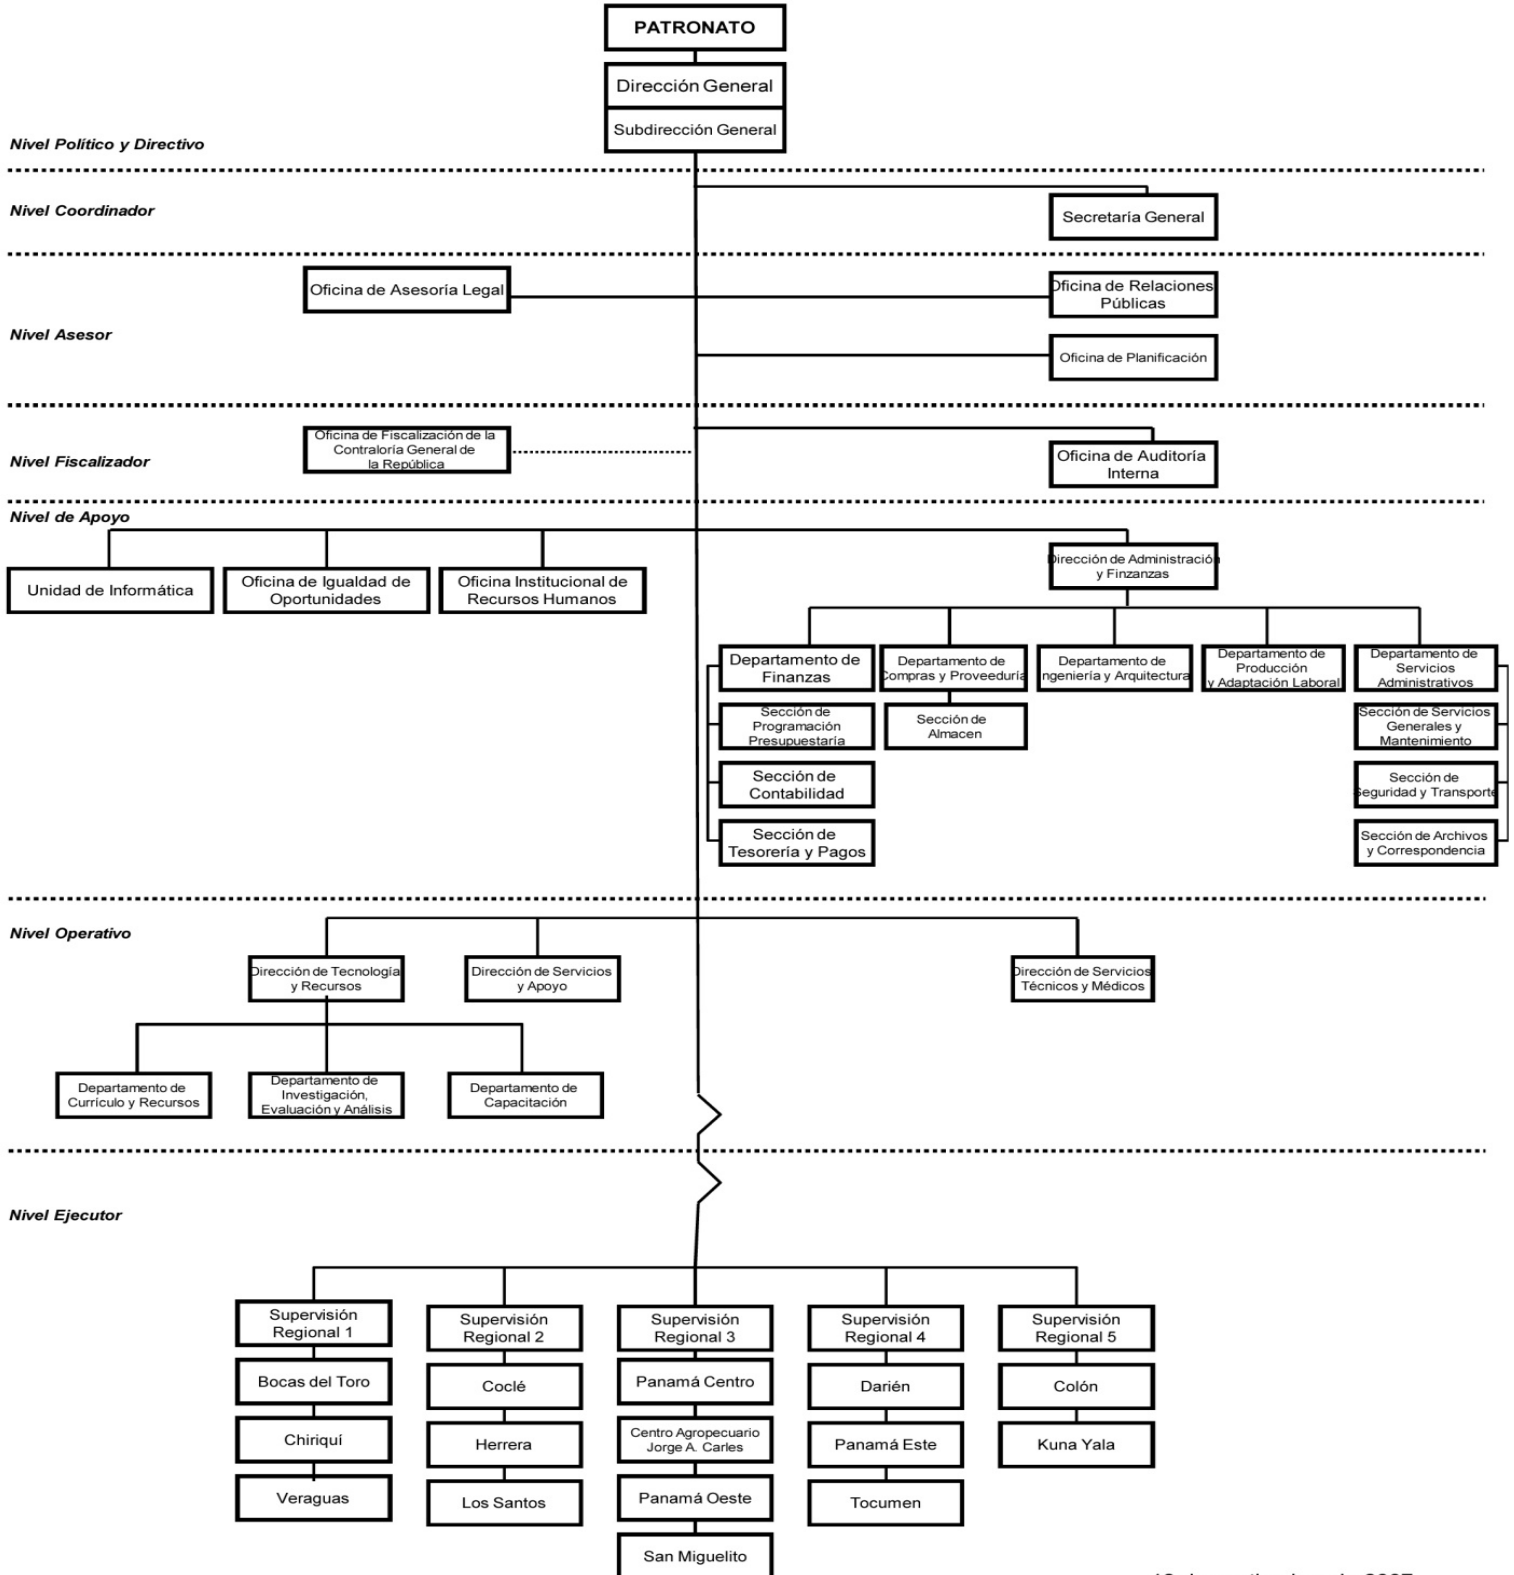 PATRONATO
Dirección General
Subdirección General
Nivel Político y Directivo
Nivel Coordinador
Secretaría General
Oficina de Asesoría Legal
Oficina de Relaciones
Públicas
Nivel Asesor
Oficina de Planificación
Oficina de Fiscalización de la
Contraloría General de
la República
Nivel Fiscalizador
Oficina de Auditoría
Interna
Nivel de Apoyo
Unidad de Informática
Oficina de Igualdad de
Oportunidades
Oficina Institucional de
Recursos Humanos
Dirección de Administración
y Finzanzas
Departamento de
Finanzas
Departamento de
Compras y Proveeduría
Departamento de
Ingeniería y Arquitectura
Departamento de
Producción
y Adaptación Laboral
Departamento de
Servicios
Administrativos
Sección de
Programación
Presupuestaría
Sección de
Almacen
Sección de Servicios
Generales y
Mantenimiento
Sección de
Contabilidad
Sección de
Seguridad y Transporte
Sección de
Tesorería y Pagos
Sección de Archivos
y Correspondencia
Nivel Operativo
Dirección de Tecnología
y Recursos
Dirección de Servicios
y Apoyo
Dirección de Servicios
Técnicos y Médicos
Departamento de
Currículo y Recursos
Departamento de
Investigación,
Evaluación y Análisis
Departamento de
Capacitación
Nivel Ejecutor
Supervisión
Regional 1
Bocas del Toro
Chiriquí
Veraguas
Supervisión
Regional 2
Coclé
Herrera
Los Santos
Supervisión
Regional 3
Panamá Centro
Centro Agropecuario
Jorge A. Carles
Panamá Oeste
San Miguelito
Supervisión
Regional 4
Darién
Panamá Este
Tocumen
Supervisión
Regional 5
Colón
Kuna Yala